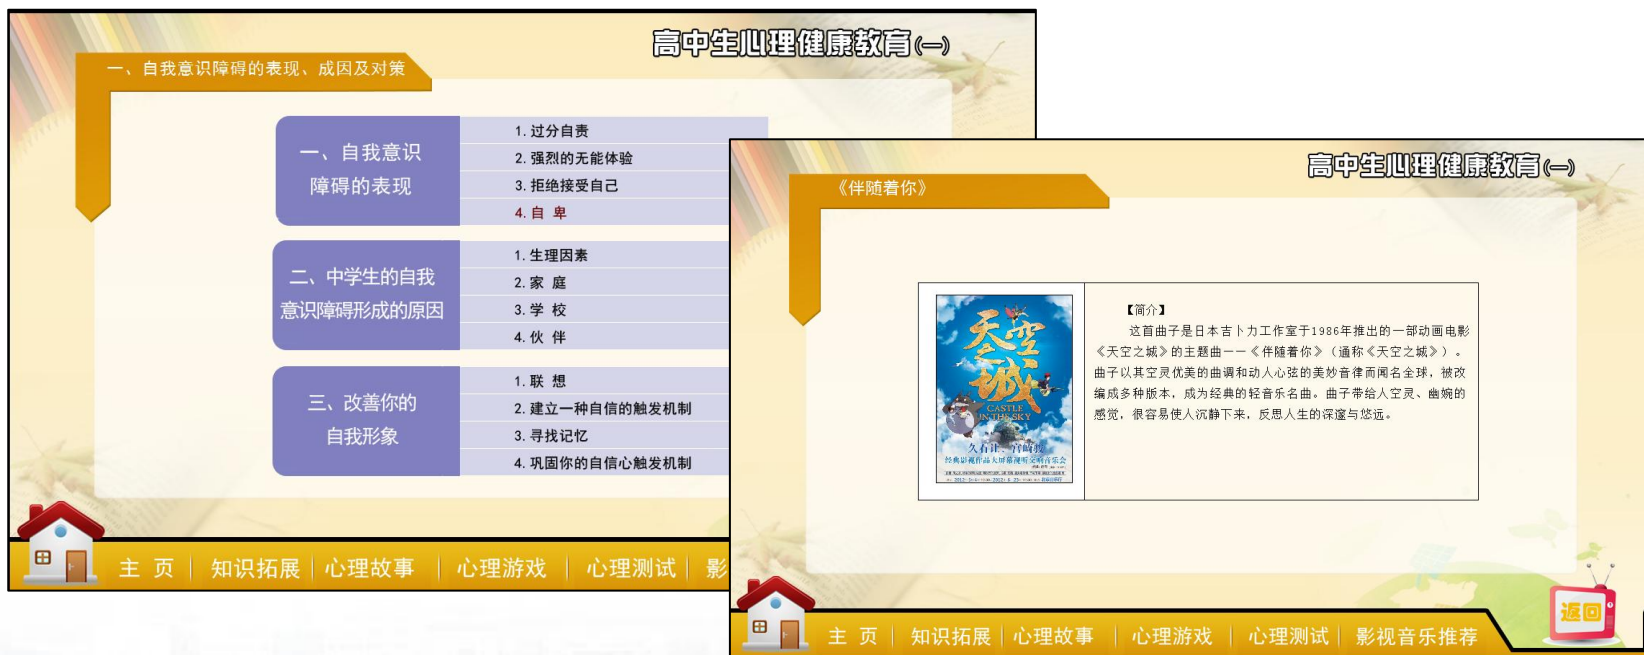 高中生心理健康教育(一)
一、自我意识障碍的表现、成因及对策
一、自我意识
障碍的表现
1. 过分自责
2. 强烈的无能体验
3. 拒绝接受自己
4. 自 卑
二、中学生的自我
意识障碍形成的原因
1. 生理因素
2. 家 庭
3. 学 校
4. 伙 伴
三、改善你的
自我形象
1. 联 想
2. 建立一种自信的触发机制
3. 寻找记忆
4. 巩固你的自信心触发机制
主 页 知识拓展 心理故事 心理游戏 心理测试 影
高中生心理健康教育(一)
《伴随着你》
天空之城
CASTLE
IN THE SKY
久石让 宫崎骏
经典影视作品大屏幕视听交响音乐会
【简介】
这首曲子是日本吉卜力工作室于1986年推出的一部动画电影
《天空之城》的主题曲——《伴随着你》（通称《天空之城》）。
曲子以其空灵优美的曲调和动人心弦的美妙音律而闻名全球，被改
编成多种版本，成为经典的轻音乐名曲。曲子带给人空灵、幽婉的
感觉，很容易使人沉静下来，反思人生的深邃与悠远。
返回
主 页 知识拓展 心理故事 心理游戏 心理测试 影视音乐推荐